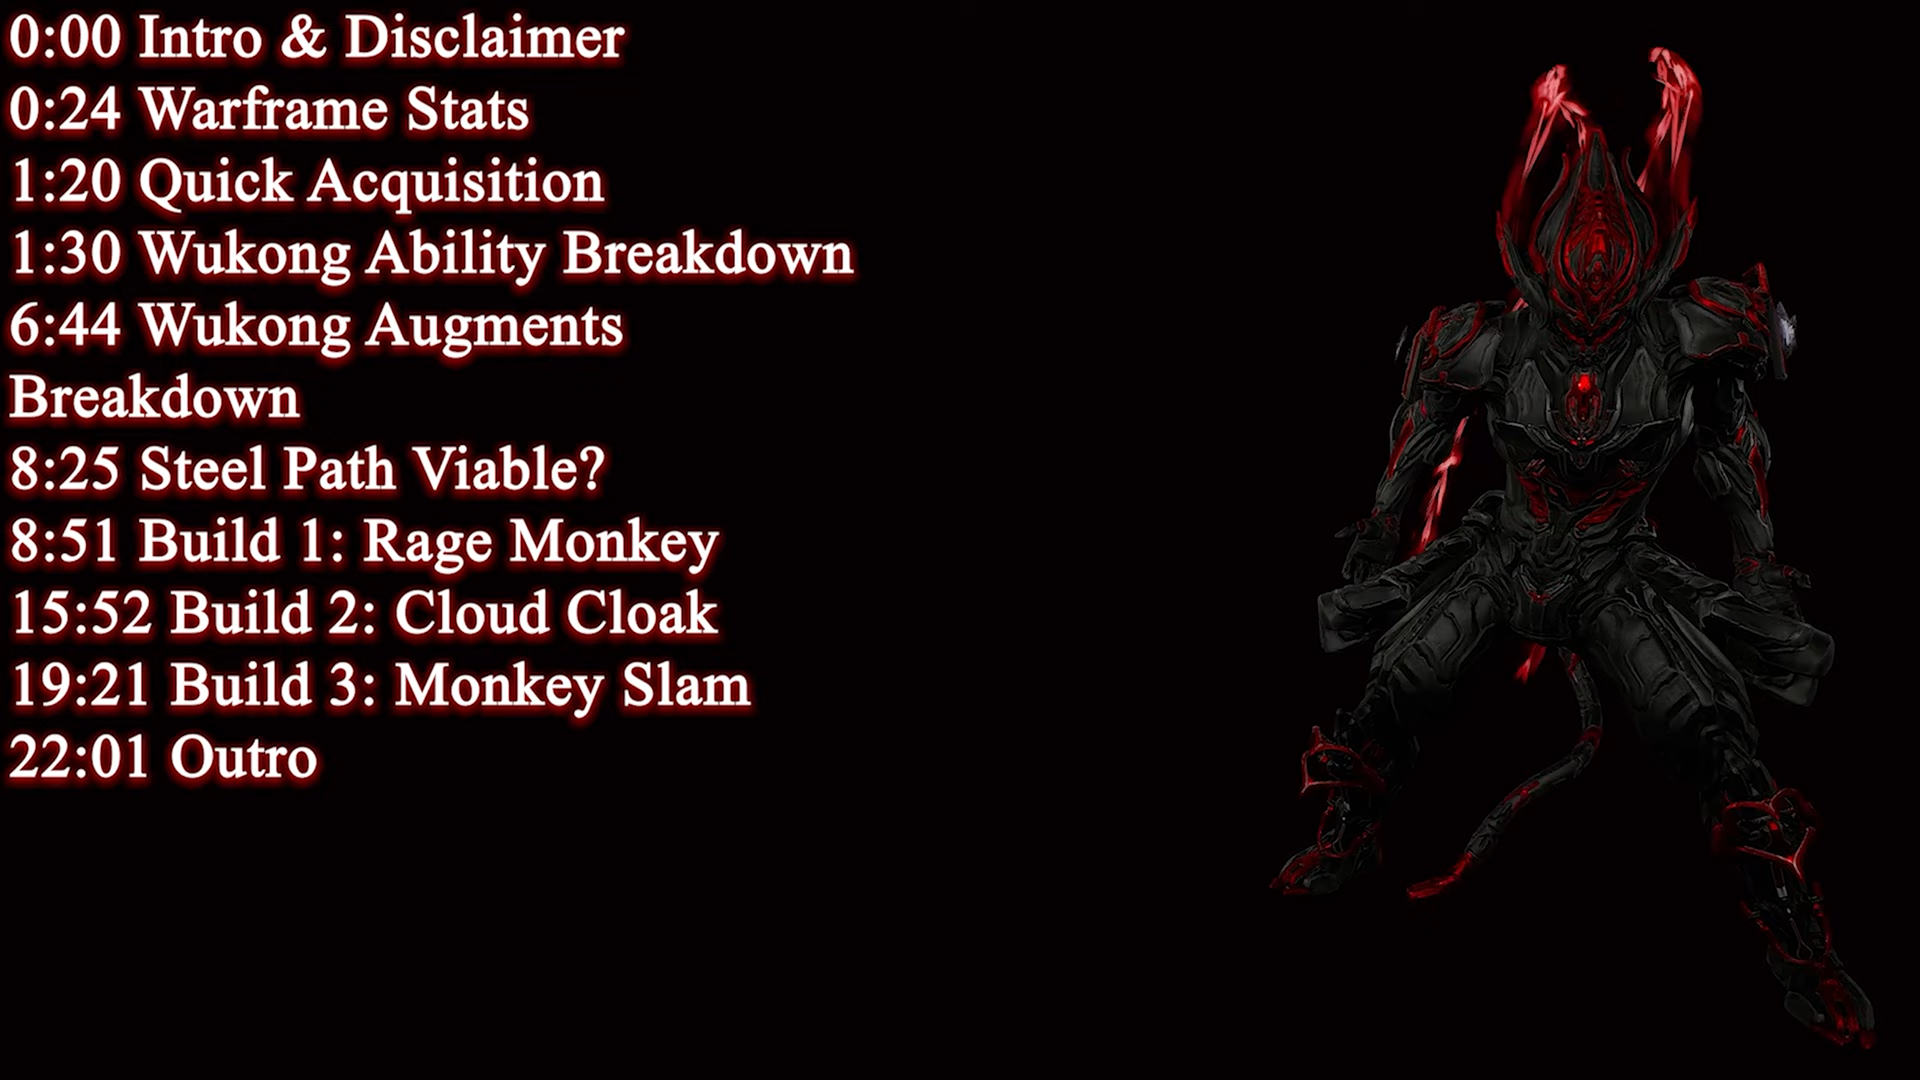 0:00 Intro & Disclaimer
0:24 Warframe Stats
1:20 Quick Acquisition
1:30 Wukong Ability Breakdown
6:44 Wukong Augments
Breakdown
8:25 Steel Path Viable?
8:51 Build 1: Rage Monkey
15:52 Build 2: Cloud Cloak
19:21 Build 3: Monkey Slam
22:01 Outro